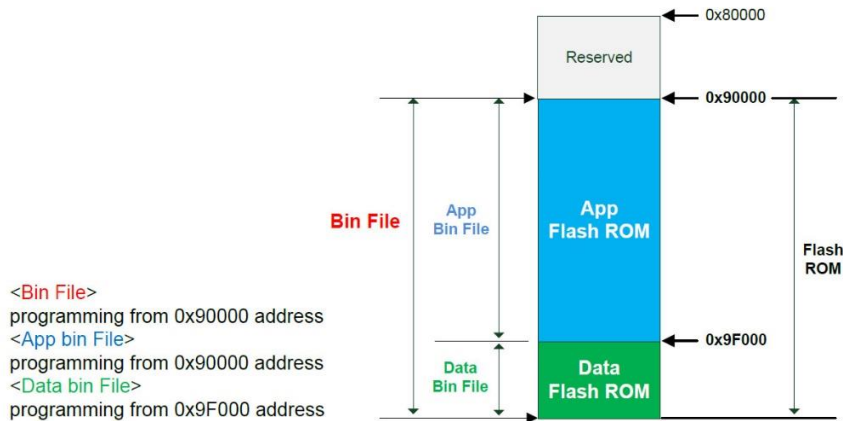 0x80000
Reserved
0x90000
Bin File
App
Bin File
App
Flash ROM
Flash
ROM
<Bin File>
programming from 0x90000 address
<App bin File>
programming from 0x90000 address
<Data bin File>
programming from 0x9F000 address
0x9F000
Data
Bin File
Data
Flash ROM